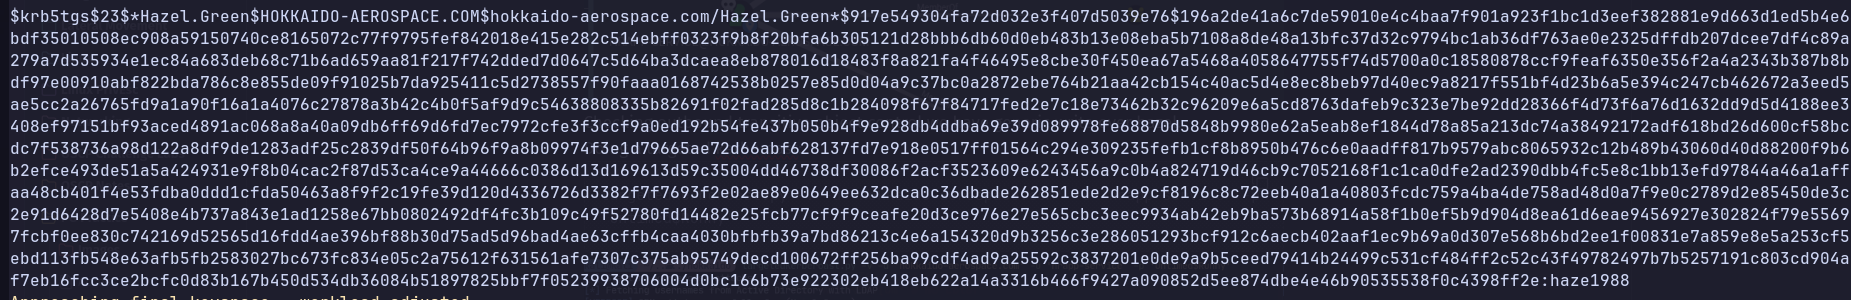 $krb5tgs$23$*Hazel.Green$HOKKAIDO-AEROSPACE.COM$hokkaido-aerospace.com/Hazel.Green*$917e549304fa72d032e3f407d5039e76$196a2de41a6c7de59010e4c4baa7f901a923f1bc1d3eef382881e9d663d1ed5b4e6
bdf35010508ec908a59150740ce8165072c77f9795fef842018e415e282c514ebff0323f9b8f20bfa6b305121d28bbb6db60d0eb483b13e08eba5b7108a8de48a13bfc37d32c9794bc1ab36df763ae0e2325dffdb207dcee7df4c89a
279a7d535934e1ec84a683deb68c71b6ad659aa81f217f742dded7d0647c5d64ba3dcaea8eb878016d18483f8a821fa4f46495e8cbe30f450ea67a5468a4058647755f74d5700a0c18580878ccf9feaf6350e356f2a4a2343b387b8b
df97e00910abf822bda786c8e855de09f91025b7da925411c5d2738557f90faaa0168742538b0257e85d0d04a9c37bc0a2872ebe764b21aa42cb154c40ac5d4e8ec8beb97d40ec9a8217f551bf4d23b6a5e394c247cb462672a3eed5
ae5cc2a26765fd9a1a90f16a1a4076c27878a3b42c4b0f5af9d9c54638808335b82691f02fad285d8c1b284098f67f84717fed2e7c18e73462b32c96209e6a5cd8763dafeb9c323e7be92dd28366f4d73f6a76d1632dd9d5d4188ee3
408ef97151bf93aced4891ac068a8a40a09db6ff69d6fd7ec7972cfe3f3ccf9a0ed192b54fe437b050b4f9e928db4ddba69e39d089978fe68870d5848b9980e62a5eab8ef1844d78a85a213dc74a38492172adf618bd26d600cf58bc
dc7f538736a98d122a8df9de1283adf25c2839df50f64b96f9a8b09974f3e1d79665ae72d66abf628137fd7e918e0517ff01564c294e309235fefb1cf8b8950b476c6e0aadff817b9579abc8065932c12b489b43060d40d88200f9b6
b2efce493de51a5a424931e9f8b04cac2f87d53ca4ce9a44666c0386d13d169613d59c35004dd46738df30086f2acf3523609e6243456a9c0b4a824719d46cb9c7052168f1c1ca0dfe2ad2390dbb4fc5e8c1bb13efd97844a46a1aff
aa48cb401f4e53fdba0ddd1cfda50463a8f9f2c19fe39d120d4336726d3382f7f7693f2e02ae89e0649ee632dca0c36dbade262851ede2d2e9cf8196c8c72eeb40a1a40803fcdc759a4ba4de758ad48d0a7f9e0c2789d2e85450de3c
2e91d6428d7e5408e4b737a843e1ad1258e67bb0802492df4fc3b109c49f52780fd14482e25fcb77cf9f9ceafe20d3ce976e27e565cbc3eec9934ab42eb9ba573b68914a58f1b0ef5b9d904d8ea61d6eae9456927e302824f79e5569
7fcbf0ee830c742169d52565d16fdd4ae396bf88b30d75ad5d96bad4ae63cffb4caa4030bfbfb39a7bd86213c4e6a154320d9b3256c3e286051293bcf912c6aecb402aaf1ec9b69a0d307e568b6bd2ee1f00831e7a859e8e5a253cf5
ebd113fb548e63afb5fb2583027bc673fc834e05c2a75612f631561afe7307c375ab95749decd100672ff256ba99cdf4ad9a25592c3837201e0de9a9b5ceed79414b24499c531cf484ff2c52c43f49782497b7b5257191c803cd904a
f7eb16fcc3ce2bcfc0d83b167b450d534db36084b51897825bbf7f05239938776b004d00166b73a3230dcb418eb622a14a3316b466f9427a090852d5ee874dbe4e46b90535538f0c4398ff2e:haze1988